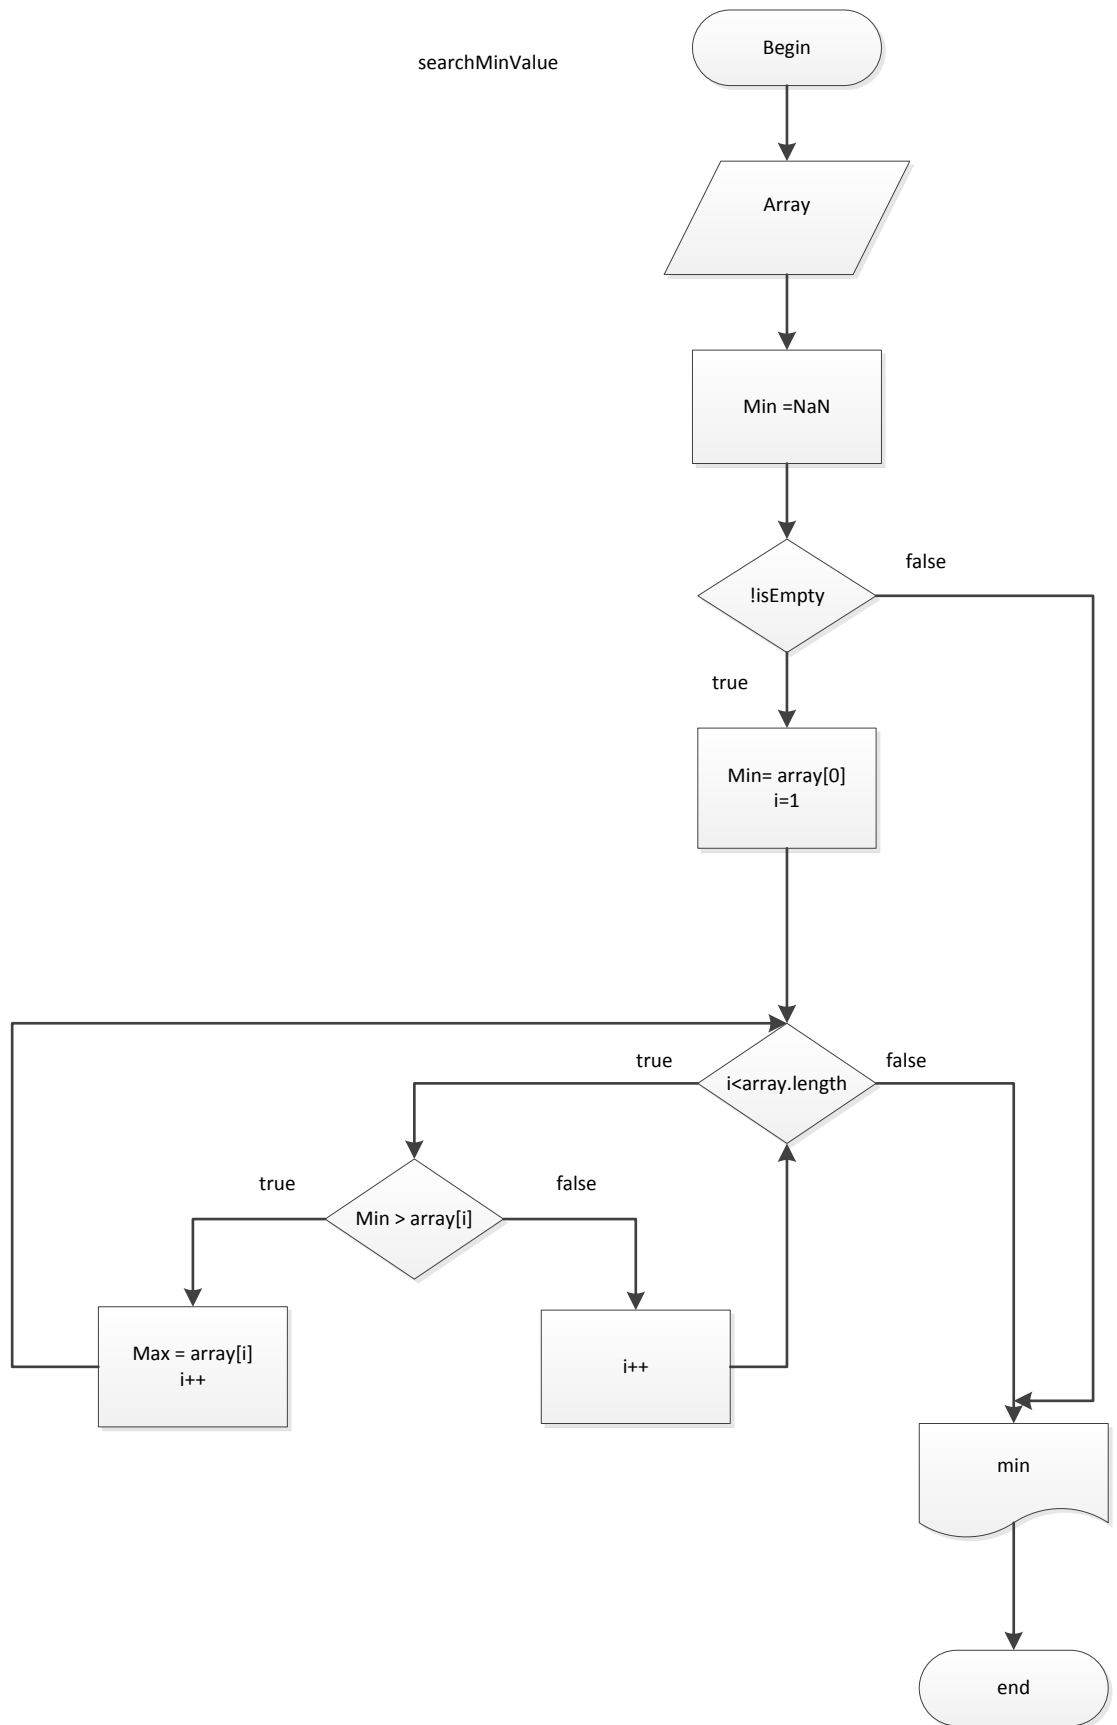 searchMinValue
Begin
Array
Min =NaN
!isEmpty
false
true
Min= array[0]
i=1
i<array.length
true
false
Min > array[i]
true
false
Max = array[i]
i++
i++
min
end